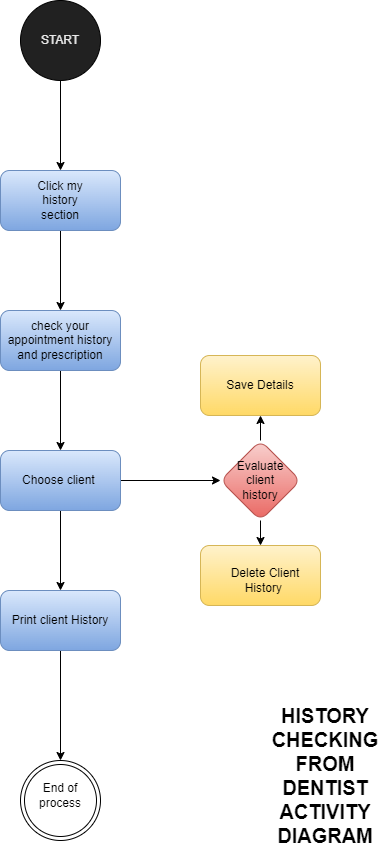 START
Click my
history
section
check your
appointment history
and prescription
Save Details
Choose client
Evaluate
client
history
Delete Client
History
Print client History
End of
process
HISTORY
CHECKING
FROM
DENTIST
ACTIVITY
DIAGRAM